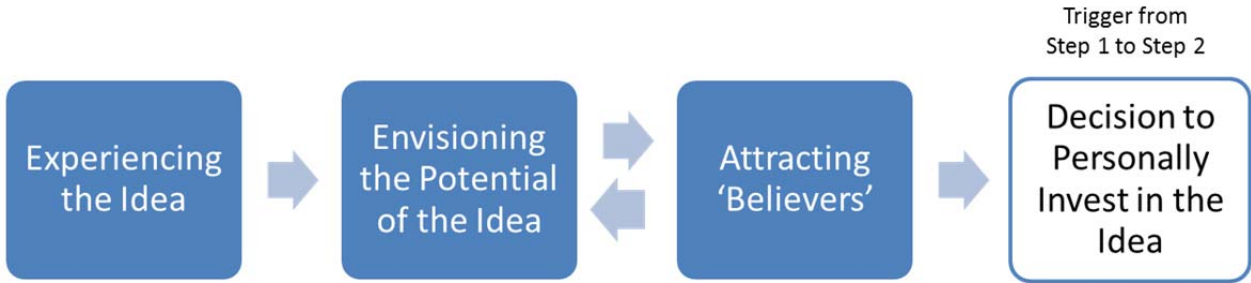 Experiencing
the Idea
Envisioning
the Potential
of the Idea
Attracting
‘Believers’
Trigger from
Step 1 to Step 2
Decision to
Personally
Invest in the
Idea